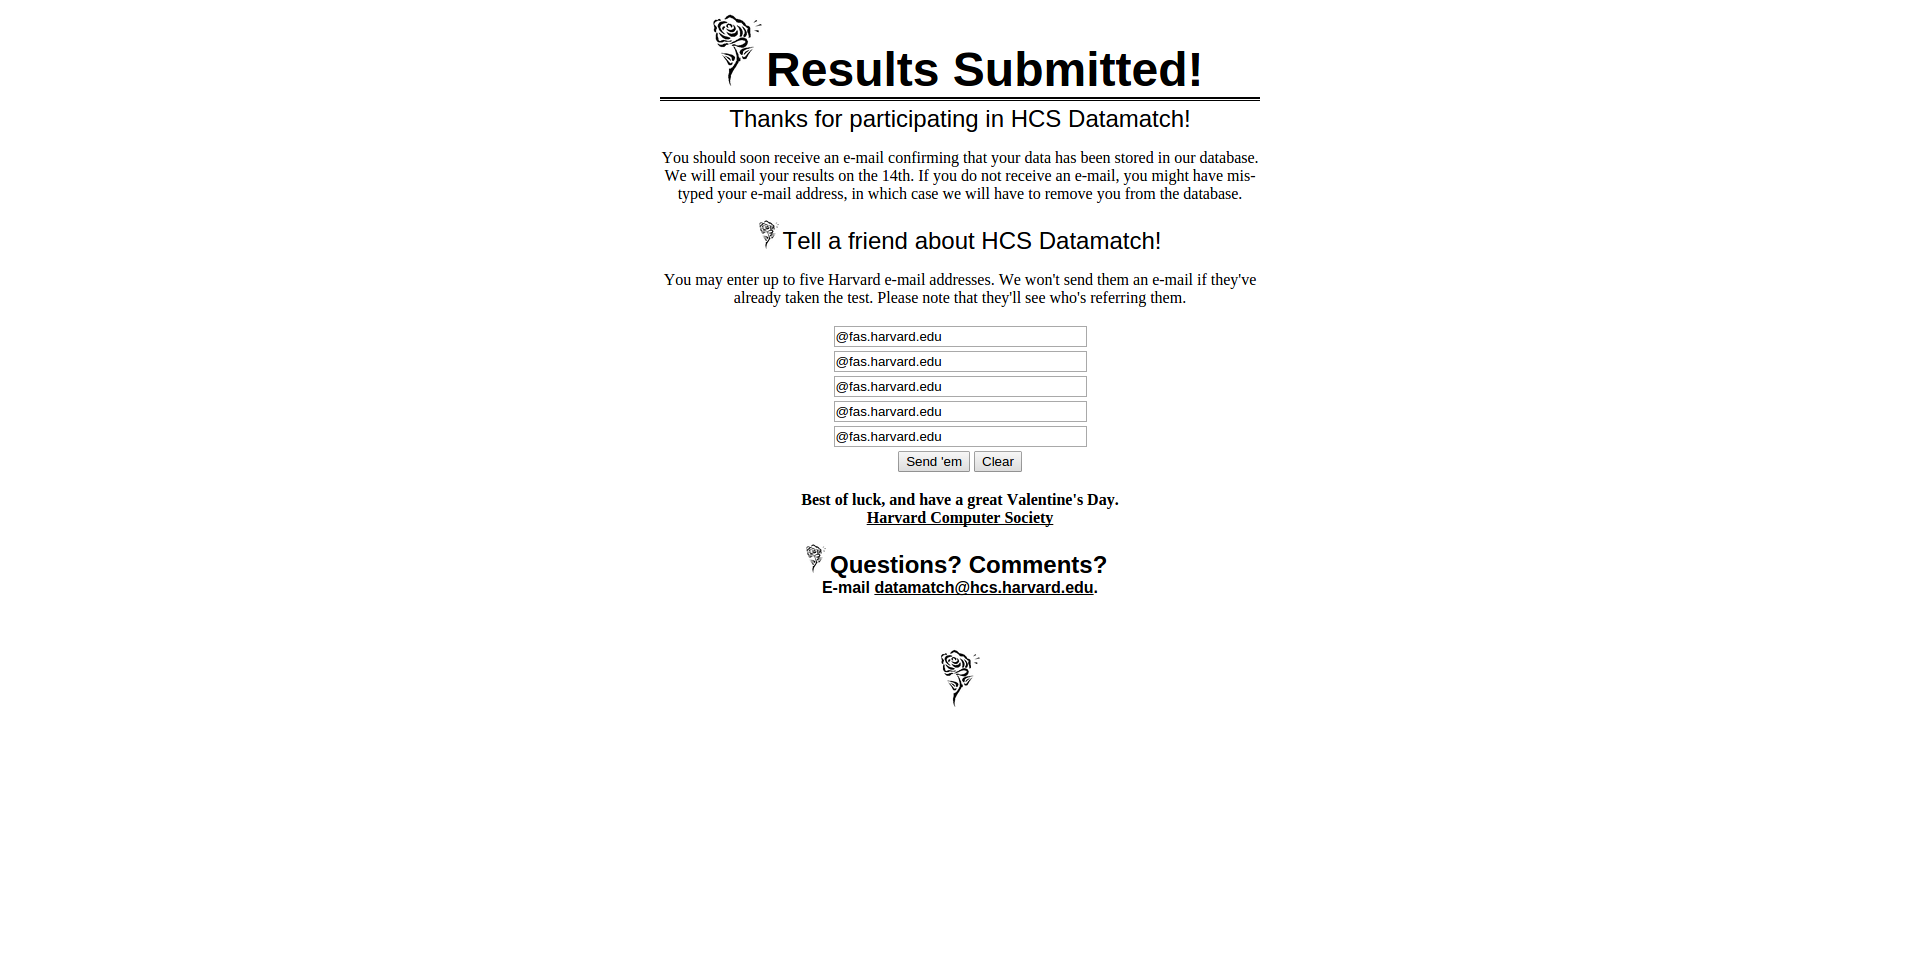 Results Submitted!
Thanks for participating in HCS Datamatch!
You should soon receive an e-mail confirming that your data has been stored in our database.
We will email your results on the 14th. If you do not receive an e-mail, you might have mis-
typed your e-mail address, in which case we will have to remove you from the database.
Tell a friend about HCS Datamatch!
You may enter up to five Harvard e-mail addresses. We won't send them an e-mail if they've
already taken the test. Please note that they'll see who's referring them.
@fas.harvard.edu
@fas.harvard.edu
@fas.harvard.edu
@fas.harvard.edu
@fas.harvard.edu
Send 'em Clear
Best of luck, and have a great Valentine's Day.
Harvard Computer Society
Questions? Comments?
E-mail datamatch@hcs.harvard.edu.